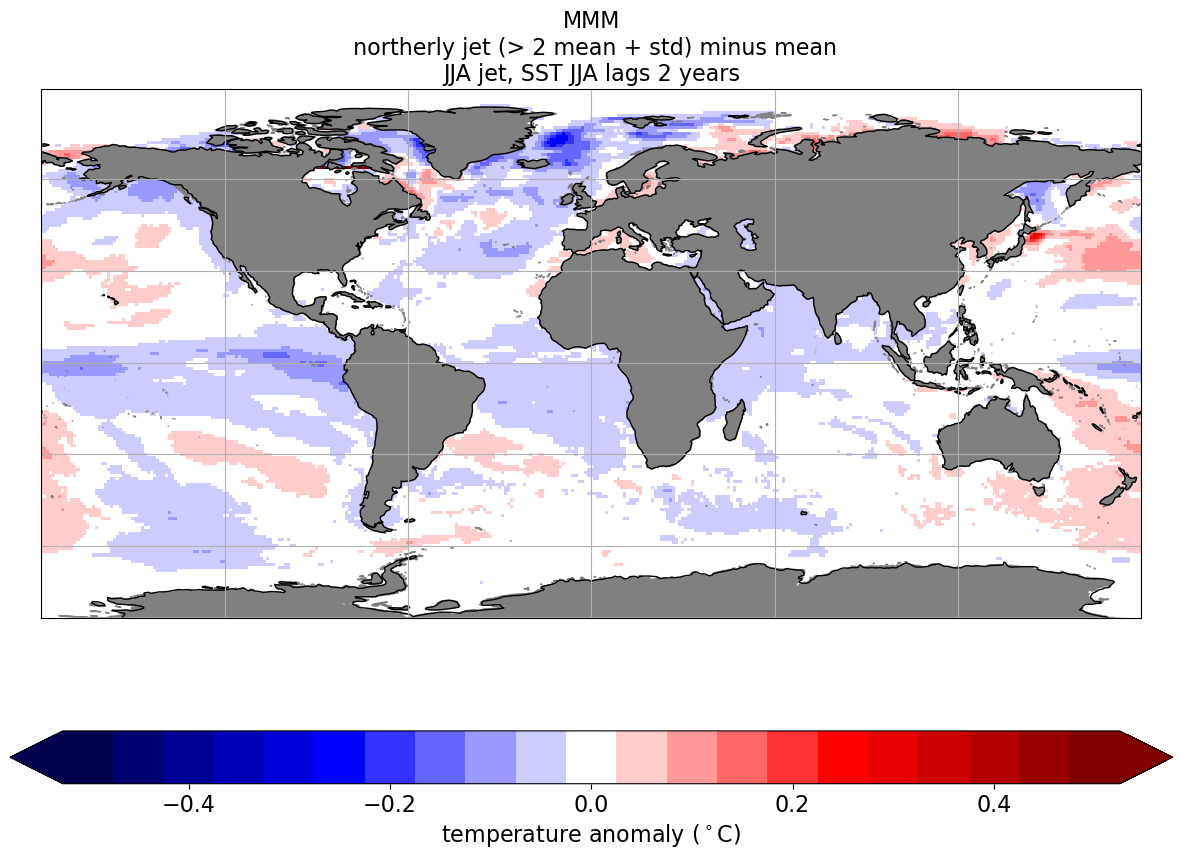 MMM
northerly jet (> 2 mean + std) minus mean
JJA jet, SST JJA lags 2 years
−0.4 −0.2 0.0 0.2 0.4
temperature anomaly ($^\circ$C)